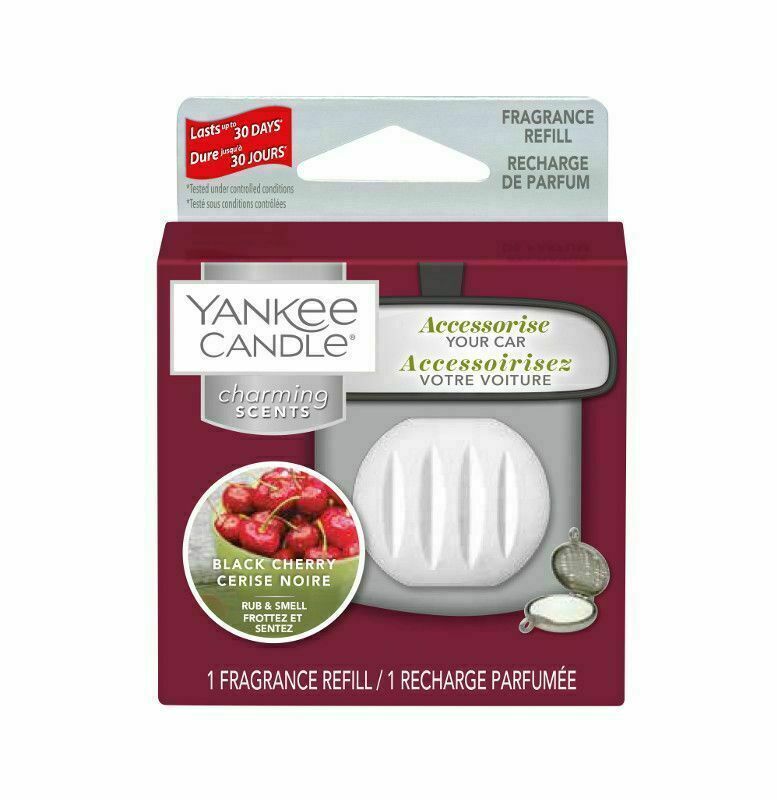 Lasts up to 30 DAYS*
Dure jusqu'à 30 JOURS*
*Tested under controlled conditions
*Testé sous conditions contrôlées
FRAGRANCE
REFILL
RECHARGE
DE PARFUM
YANKEE
CANDLE®
charming
SCENTS
Accessorise
YOUR CAR
Accessoirisez
VOTRE VOITURE
BLACK CHERRY
CERISE NOIRE
RUB & SMELL
FROTTEZ ET
SENTEZ
1 FRAGRANCE REFILL / 1 RECHARGE PARFUMÉE